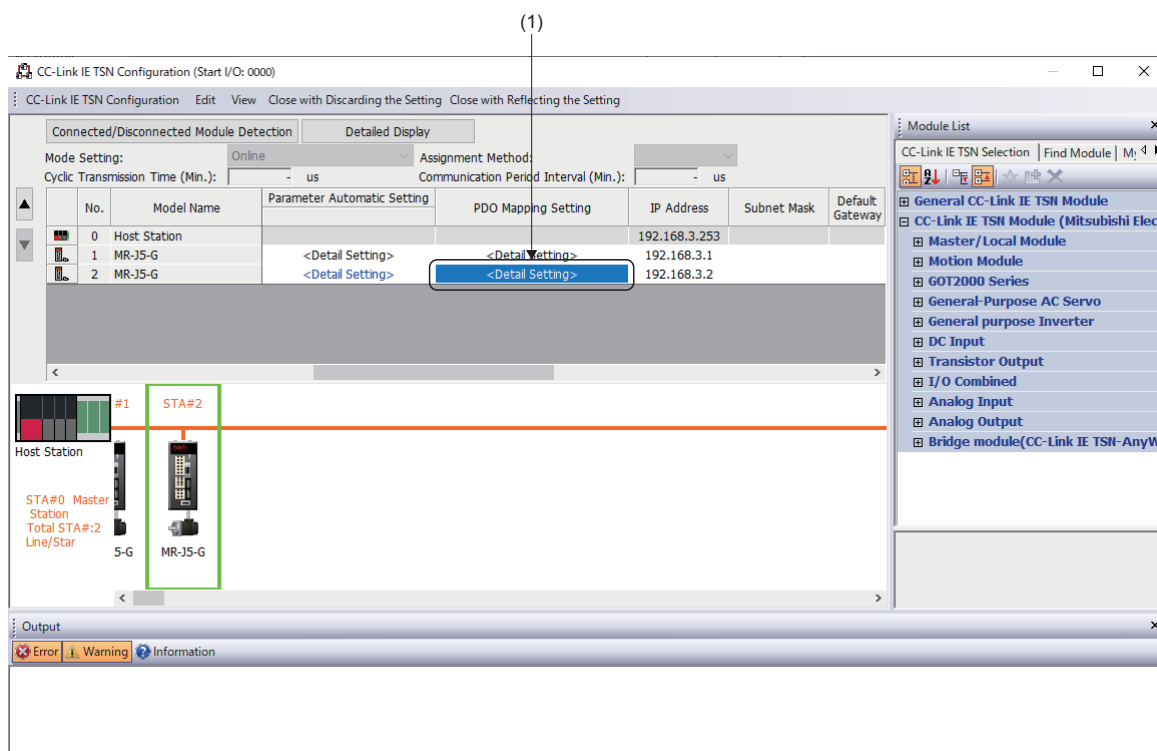 (1)
CC-Link IE TSN Configuration (Start I/O: 0000)
CC-Link IE TSN Configuration Edit View Close with Discarding the Setting Close with Reflecting the Setting
Connected/Disconnected Module Detection Detailed Display
Mode Setting: Online Assignment Method:
Cyclic Transmission Time (Min.): - us Communication Period Interval (Min.): - us
No. Model Name Parameter Automatic Setting PDO Mapping Setting IP Address Subnet Mask Default Gateway
0 Host Station 192.168.3.253
1 MR-J5-G <Detail Setting> <Detail Setting> 192.168.3.1
2 MR-J5-G <Detail Setting> <Detail Setting> 192.168.3.2
#1 STA#2
Host Station
STA#0 Master
Station
Total STA#:2
Line/Star
5-G MR-J5-G
Module List
CC-Link IE TSN Selection Find Module
General CC-Link IE TSN Module
CC-Link IE TSN Module (Mitsubishi Elec
Master/Local Module
Motion Module
GOT2000 Series
General-Purpose AC Servo
General purpose Inverter
DC Input
Transistor Output
I/O Combined
Analog Input
Analog Output
Bridge module(CC-Link IE TSN-AnyW
Output
Error Warning Information